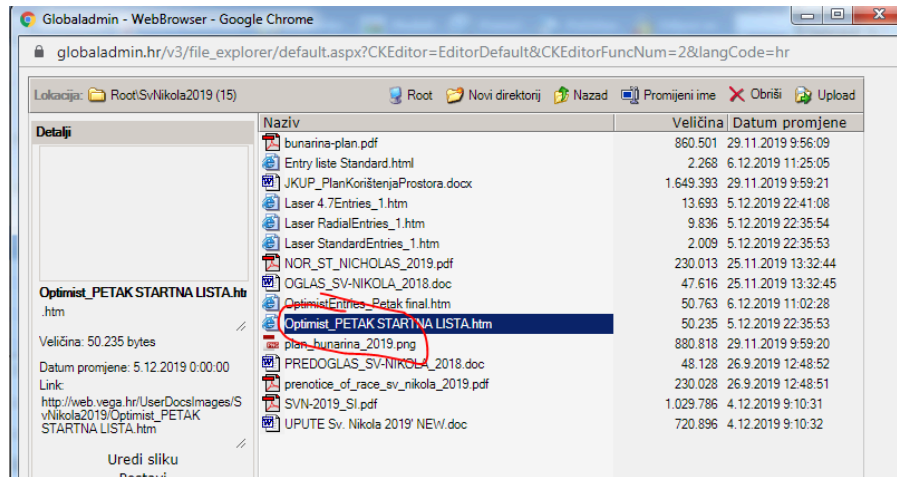 Globaladmin - WebBrowser - Google Chrome
globaladmin.hr/v3/file_explorer/default.aspx?CKEditor=EditorDefault&CKEditorFuncNum=2&langCode=hr
Lokacija: Root\SvNikola2019 (15) Root Novi direktorij Nazad Promijeni ime Obriši Upload
Detalji
Optimist_PETAK STARTNA LISTA.htm
.htm
Veličina: 50.235 bytes
Datum promjene: 5.12.2019 0:00:00
Link:
http://web.vega.hr/UserDocsImages/S
vNikola2019/Optimist_PETAK
STARTNA LISTA.htm
Uredi sliku
Naziv Veličina Datum promjene
bunarina-plan.pdf 860.501 29.11.2019 9:56:09
Entry liste Standard.html 2.268 6.12.2019 11:25:05
JKUP_PlanKorištenjaProstora.docx 1.649.393 29.11.2019 9:59:21
Laser 4.7Entries_1.htm 13.693 5.12.2019 22:41:08
Laser RadialEntries_1.htm 9.836 5.12.2019 22:35:54
Laser StandardEntries_1.htm 2.009 5.12.2019 22:35:53
NOR_ST_NICHOLAS_2019.pdf 230.013 25.11.2019 13:32:44
OGLAS_SV-NIKOLA_2018.doc 47.616 25.11.2019 13:32:45
OptimistEntries_Petak final.htm 50.763 6.12.2019 11:02:28
Optimist_PETAK STARTNA LISTA.htm 50.235 5.12.2019 22:35:53
plan_bunarina_2019.png 880.818 29.11.2019 9:59:20
PREDOGLAS_SV-NIKOLA_2018.doc 48.128 26.9.2019 12:48:52
prenotice_of_race_sv_nikola_2019.pdf 230.028 26.9.2019 12:48:51
SVN-2019_SI.pdf 1.029.786 4.12.2019 9:10:31
UPUTE Sv. Nikola 2019' NEW.doc 720.896 4.12.2019 9:10:32